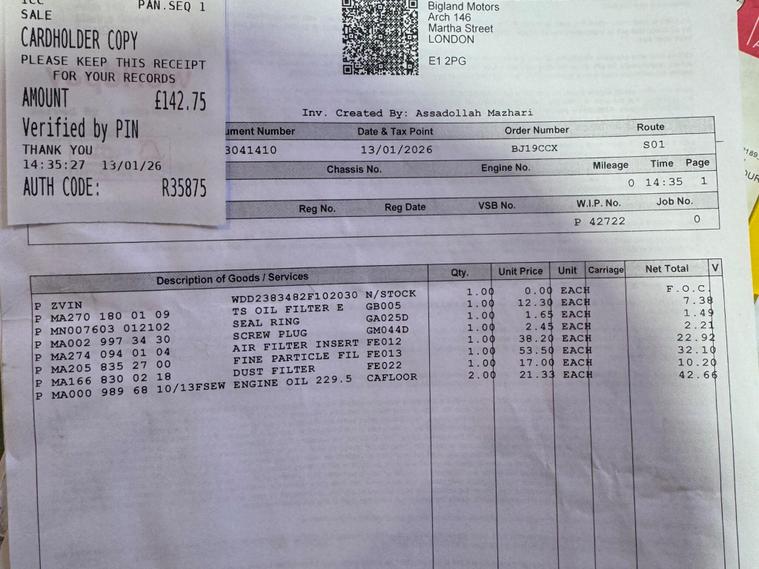 ICC PAN.SEQ 1
SALE
CARDHOLDER COPY
PLEASE KEEP THIS RECEIPT
FOR YOUR RECORDS
AMOUNT £142.75
Verified by PIN
THANK YOU
14:35:27 13/01/26
AUTH CODE: R35875
Bigland Motors
Arch 146
Martha Street
LONDON
E1 2PG
Inv. Created By: Assadollah Mazhari
ument Number Date & Tax Point Order Number Route
3041410 13/01/2026 BJ19CCX S01
Chassis No. Engine No. Mileage Time Page
0 14:35 1
Reg No. Reg Date VSB No. W.I.P. No. Job No.
P 42722 0
Description of Goods / Services Qty. Unit Price Unit Carriage Net Total V
P ZVIN WDD2383482F102030 N/STOCK 1.00 0.00 EACH F.O.C.
P MA270 180 01 09 TS OIL FILTER E GB005 1.00 12.30 EACH 7.38
P MN007603 012102 SEAL RING GA025D 1.00 1.65 EACH 1.49
P MA002 997 34 30 SCREW PLUG GM044D 1.00 2.45 EACH 2.21
P MA274 094 01 04 AIR FILTER INSERT FE012 1.00 38.20 EACH 22.92
P MA205 835 27 00 FINE PARTICLE FIL FE013 1.00 53.50 EACH 32.10
P MA166 830 02 18 DUST FILTER FE022 1.00 17.00 EACH 10.20
P MA000 989 68 10/13FSEW ENGINE OIL 229.5 CAFLOOR 2.00 21.33 EACH 42.66